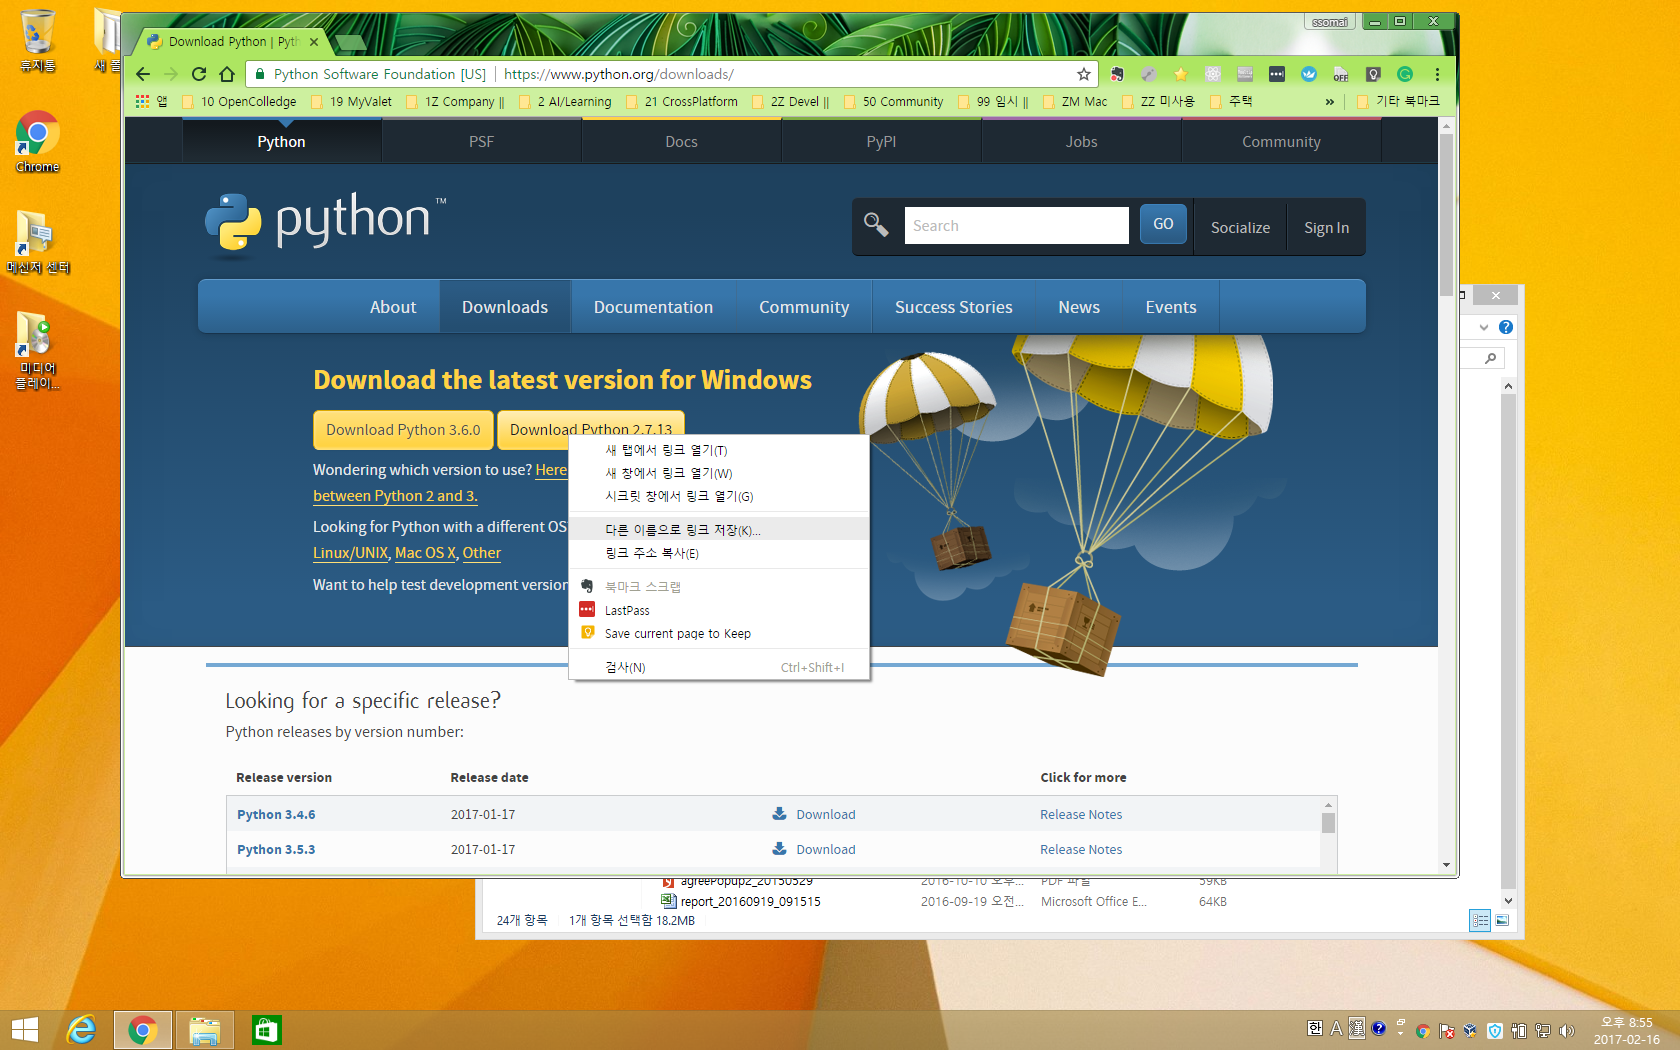 휴지통
새 폴
Chrome
메신저 센터
미디어
플레이...
Download Python | Pyth
ssomai
Python Software Foundation [US]
https://www.python.org/downloads/
OFF
앱
10 OpenColledge
19 MyValet
1Z Company ||
2 AI/Learning
21 CrossPlatform
2Z Devel ||
50 Community
99 임시 ||
ZM Mac
ZZ 미사용
주택
»
기타 북마크
Python
PSF
Docs
PyPI
Jobs
Community
python™
Search
GO
Socialize
Sign In
About
Downloads
Documentation
Community
Success Stories
News
Events
Download the latest version for Windows
Download Python 3.6.0
Download Python 2.7.13
Wondering which version to use? Here
between Python 2 and 3.
Looking for Python with a different OS
Linux/UNIX, Mac OS X, Other
Want to help test development version
새 탭에서 링크 열기(T)
새 창에서 링크 열기(W)
시크릿 창에서 링크 열기(G)
다른 이름으로 링크 저장(K)...
링크 주소 복사(E)
북마크 스크랩
LastPass
Save current page to Keep
검사(N)
Ctrl+Shift+I
Looking for a specific release?
Python releases by version number:
Release version
Release date
Click for more
Python 3.4.6
2017-01-17
Download
Release Notes
Python 3.5.3
2017-01-17
Download
Release Notes
agreePopup2_20150529
2016-10-10 오후...
PDF 파일
59KB
report_20160919_091515
2016-09-19 오전...
Microsoft Office E...
64KB
24개 항목
1개 항목 선택함 18.2MB
한 A 漢
오후 8:55
2017-02-16